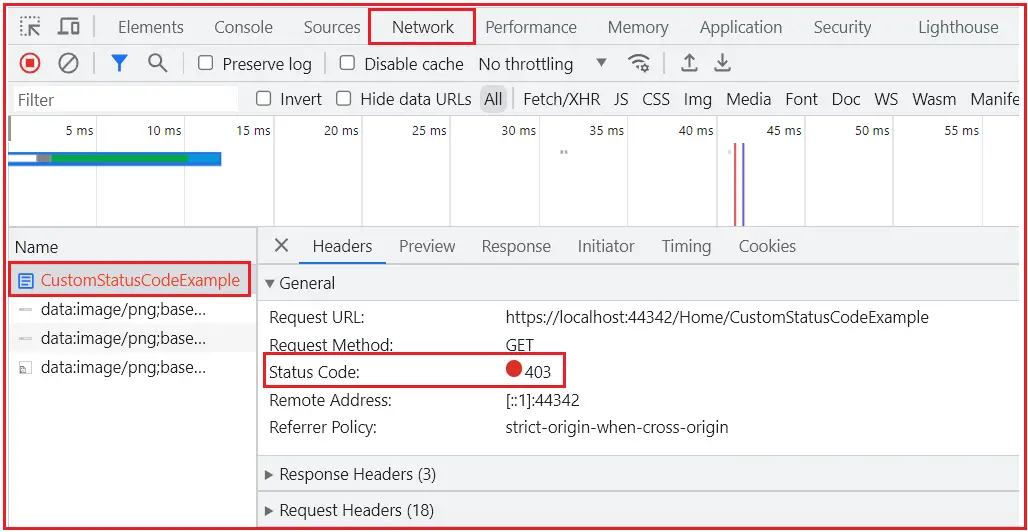 Elements Console Sources Network Performance Memory Application Security Lighthouse
Preserve log Disable cache No throttling
Filter Invert Hide data URLs All Fetch/XHR JS CSS Img Media Font Doc WS Wasm Manife
5 ms 10 ms 15 ms 20 ms 25 ms 30 ms 35 ms 40 ms 45 ms 50 ms 55 ms
Name
CustomStatusCodeExample
data:image/png;base...
data:image/png;base...
data:image/png;base...
Headers Preview Response Initiator Timing Cookies
General
Request URL: https://localhost:44342/Home/CustomStatusCodeExample
Request Method: GET
Status Code: 403
Remote Address: [::1]:44342
Referrer Policy: strict-origin-when-cross-origin
Response Headers (3)
Request Headers (18)